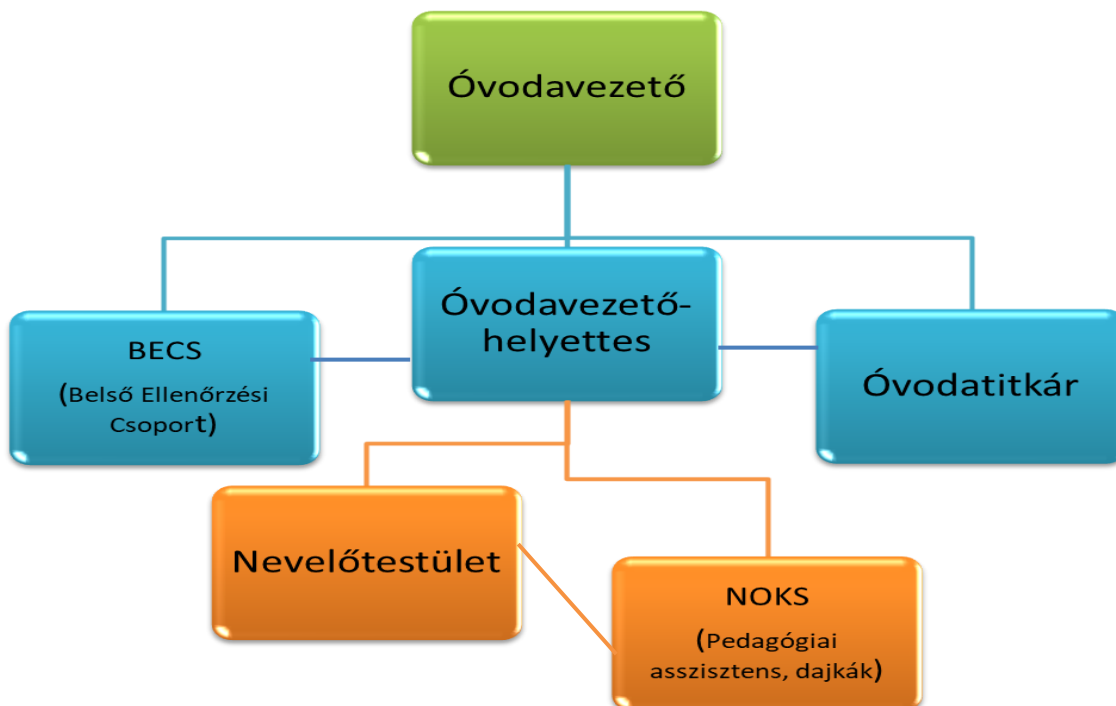 Óvodavezető
Óvodavezető-
helyettes
BECS
(Belső Ellenőrzési
Csoport)
Óvodatitkár
Nevelőtestület
NOKS
(Pedagógiai
asszisztens, dajkák)